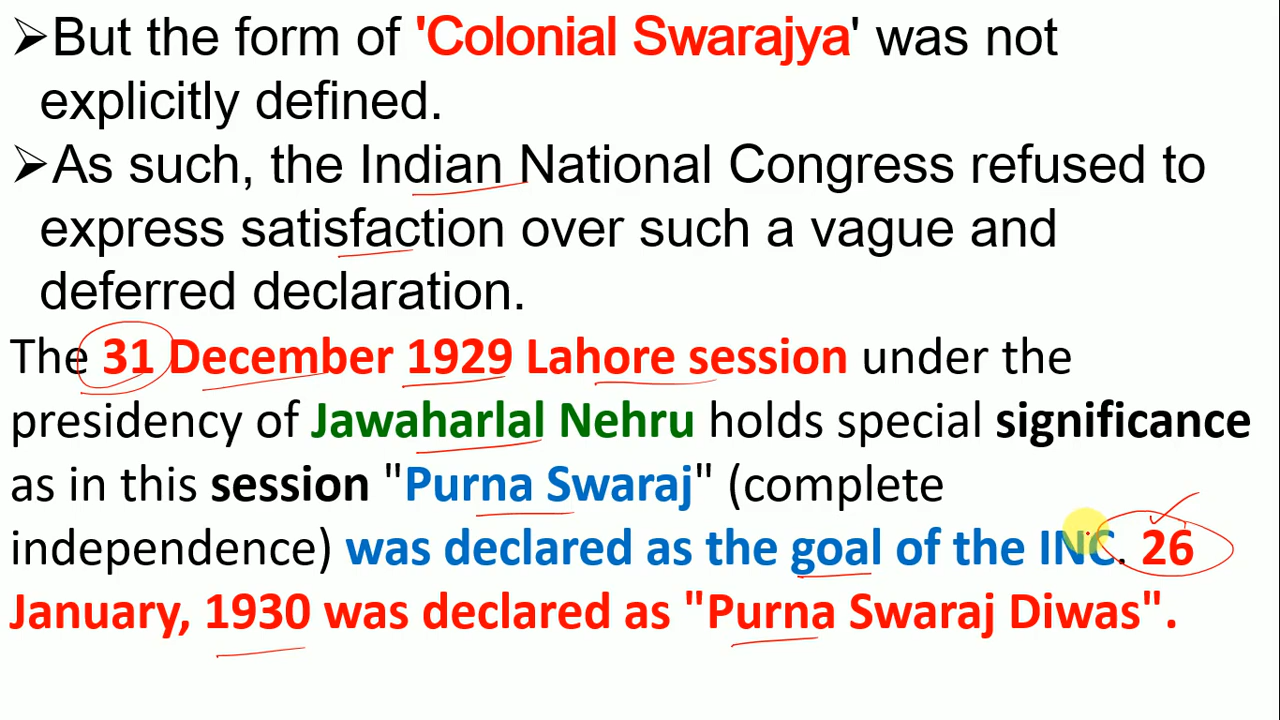 ➢But the form of 'Colonial Swarajya' was not
explicitly defined.
➢As such, the Indian National Congress refused to
express satisfaction over such a vague and
deferred declaration.
The 31 December 1929 Lahore session under the
presidency of Jawaharlal Nehru holds special significance
as in this session "Purna Swaraj" (complete
independence) was declared as the goal of the INC. 26
January, 1930 was declared as "Purna Swaraj Diwas".